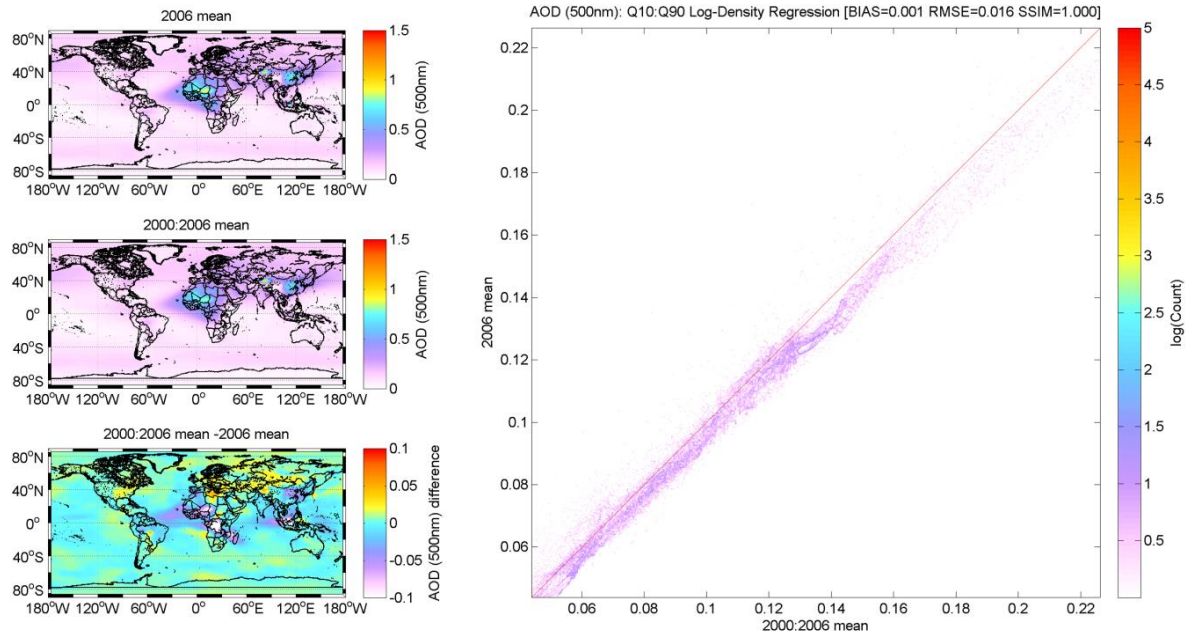 2006 mean
80°N
40°N
0°
40°S
80°S
180°W 120°W 60°W 0° 60°E 120°E 180°W
1.5
1
0.5
0
AOD (500nm)
2000:2006 mean
80°N
40°N
0°
40°S
80°S
180°W 120°W 60°W 0° 60°E 120°E 180°W
1.5
1
0.5
0
AOD (500nm)
2000:2006 mean -2006 mean
80°N
40°N
0°
40°S
80°S
180°W 120°W 60°W 0° 60°E 120°E 180°W
0.1
0.05
0
-0.05
-0.1
AOD (500nm) difference
AOD (500nm): Q10:Q90 Log-Density Regression [BIAS=0.001 RMSE=0.016 SSIM=1.000]
0.22
0.2
0.18
0.16
0.14
0.12
0.1
0.08
0.06
2006 mean
0.06 0.08 0.1 0.12 0.14 0.16 0.18 0.2 0.22
2000:2006 mean
5
4.5
4
3.5
3
2.5
2
1.5
1
0.5
log(Count)